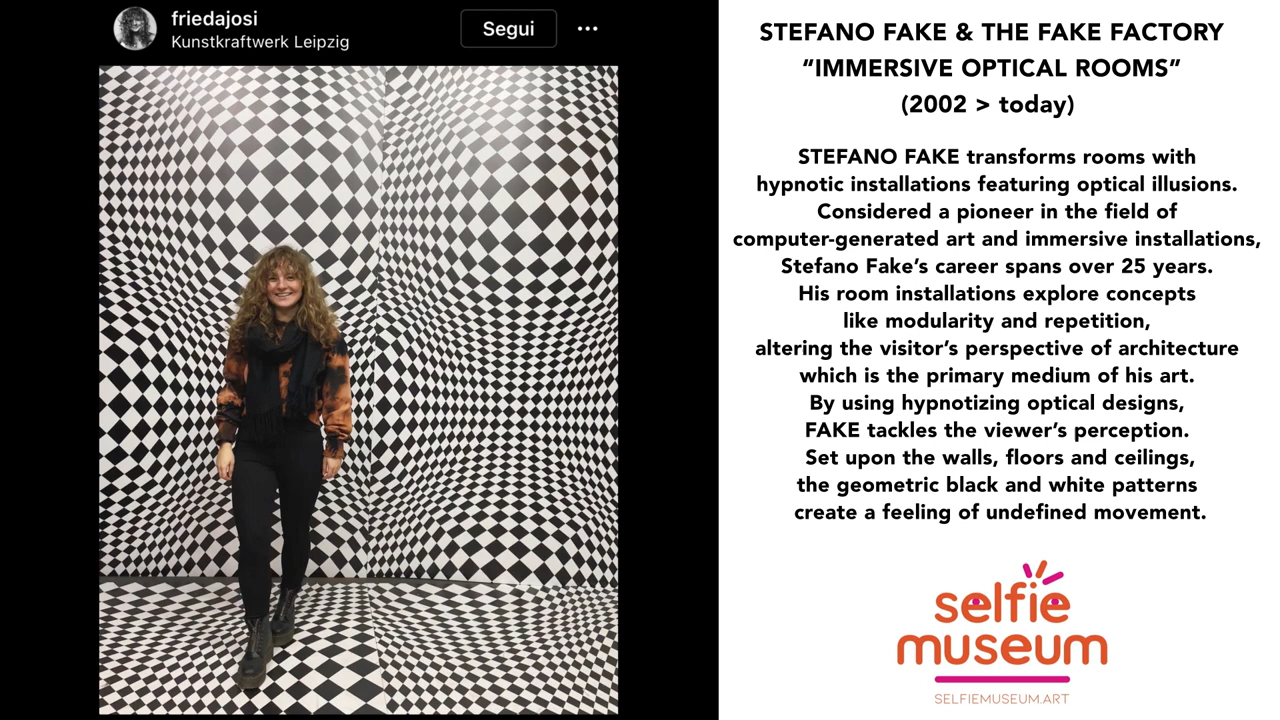 friedajosi
Kunstkraftwerk Leipzig
Segui
STEFANO FAKE & THE FAKE FACTORY
“IMMERSIVE OPTICAL ROOMS”
(2002 > today)
STEFANO FAKE transforms rooms with
hypnotic installations featuring optical illusions.
Considered a pioneer in the field of
computer-generated art and immersive installations,
Stefano Fake’s career spans over 25 years.
His room installations explore concepts
like modularity and repetition,
altering the visitor’s perspective of architecture
which is the primary medium of his art.
By using hypnotizing optical designs,
FAKE tackles the viewer’s perception.
Set upon the walls, floors and ceilings,
the geometric black and white patterns
create a feeling of undefined movement.
selfie
museum
SELFIEMUSEUM.ART